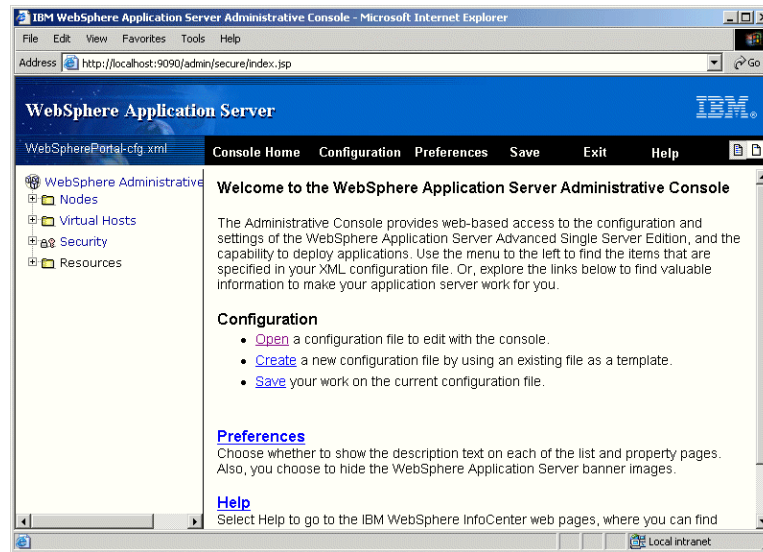 IBM WebSphere Application Server Administrative Console - Microsoft Internet Explorer
File Edit View Favorites Tools Help
Address http://localhost:9090/admin/secure/index.jsp Go
WebSphere Application Server IBM
WebSpherePortal-cfg.xml Console Home Configuration Preferences Save Exit Help
WebSphere Administrative
Nodes
Virtual Hosts
Security
Resources
Welcome to the WebSphere Application Server Administrative Console
The Administrative Console provides web-based access to the configuration and
settings of the WebSphere Application Server Advanced Single Server Edition, and the
capability to deploy applications. Use the menu to the left to find the items that are
specified in your XML configuration file. Or, explore the links below to find valuable
information to make your application server work for you.
Configuration
Open a configuration file to edit with the console.
Create a new configuration file by using an existing file as a template.
Save your work on the current configuration file.
Preferences
Choose whether to show the description text on each of the list and property pages.
Also, you choose to hide the WebSphere Application Server banner images.
Help
Select Help to go to the IBM WebSphere InfoCenter web pages, where you can find
Local intranet